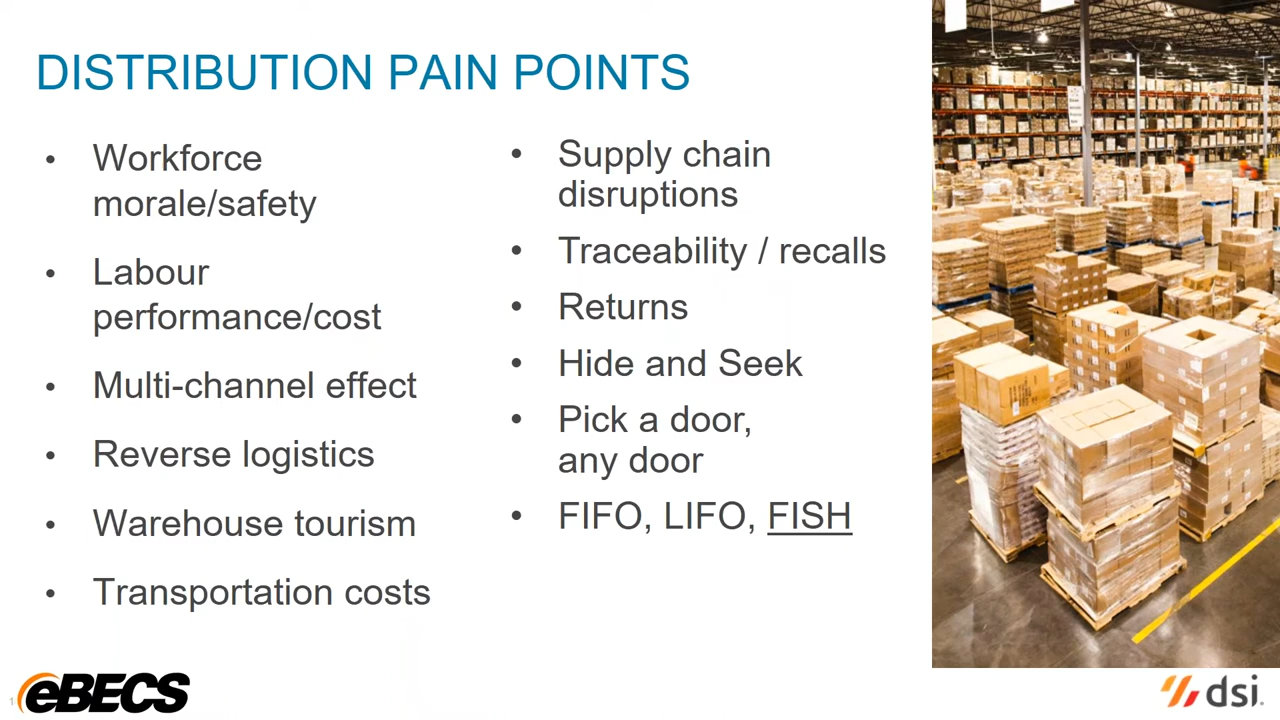 DISTRIBUTION PAIN POINTS
• Workforce
morale/safety
• Labour
performance/cost
• Multi-channel effect
• Reverse logistics
• Warehouse tourism
• Transportation costs
• Supply chain
disruptions
• Traceability / recalls
• Returns
• Hide and Seek
• Pick a door,
any door
• FIFO, LIFO, FISH
1
eBECS
dsi